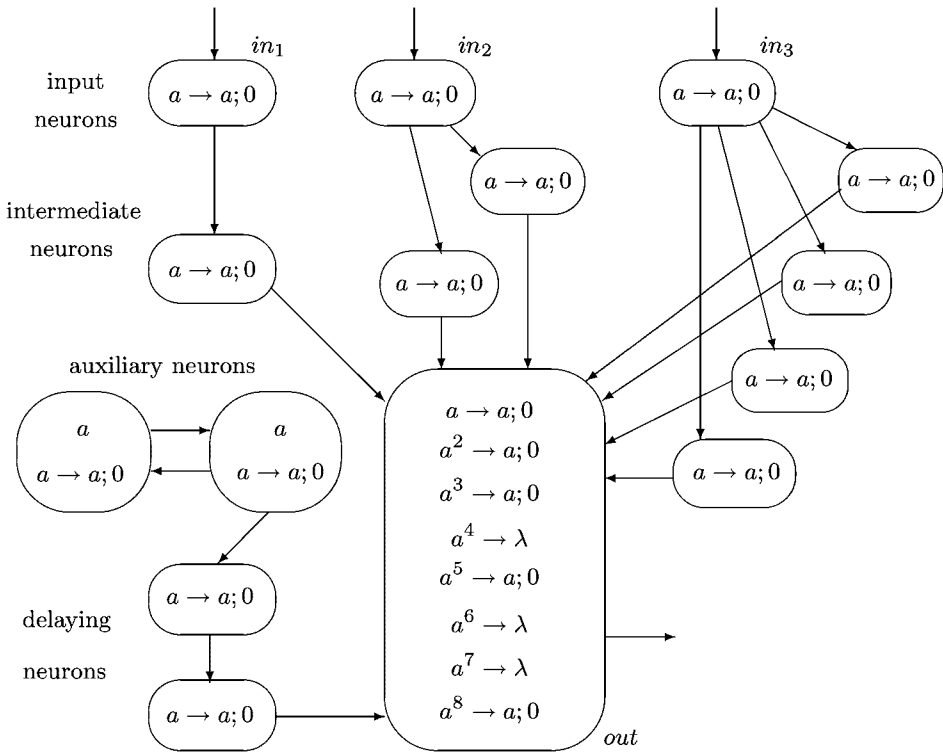 in₁ in₂ in₃
input
neurons
a → a; 0
a → a; 0
a → a; 0
a → a; 0
a → a; 0
intermediate
neurons
a → a; 0
a → a; 0
a → a; 0
auxiliary neurons
a → a; 0
a
a → a; 0
a
a → a; 0
a → a; 0
a → a; 0
a² → a; 0
a³ → a; 0
a⁴ → λ
a⁵ → a; 0
a⁶ → λ
a⁷ → λ
a⁸ → a; 0
out
delaying
neurons
a → a; 0
a → a; 0